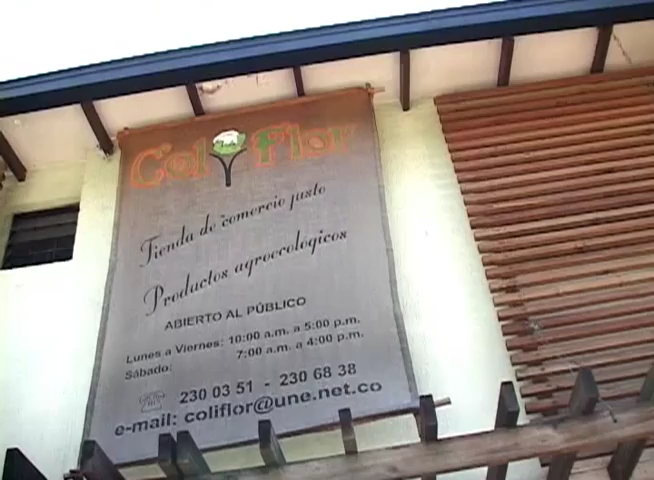 ColyFlor
Tienda de comercio justo
Productos agroecológicos
ABIERTO AL PÚBLICO
Lunes a Viernes: 10:00 a.m. a 5:00 p.m.
Sábado: 7:00 a.m. a 4:00 p.m.
230 03 51 - 230 68 38
e-mail: coliflor@une.net.co